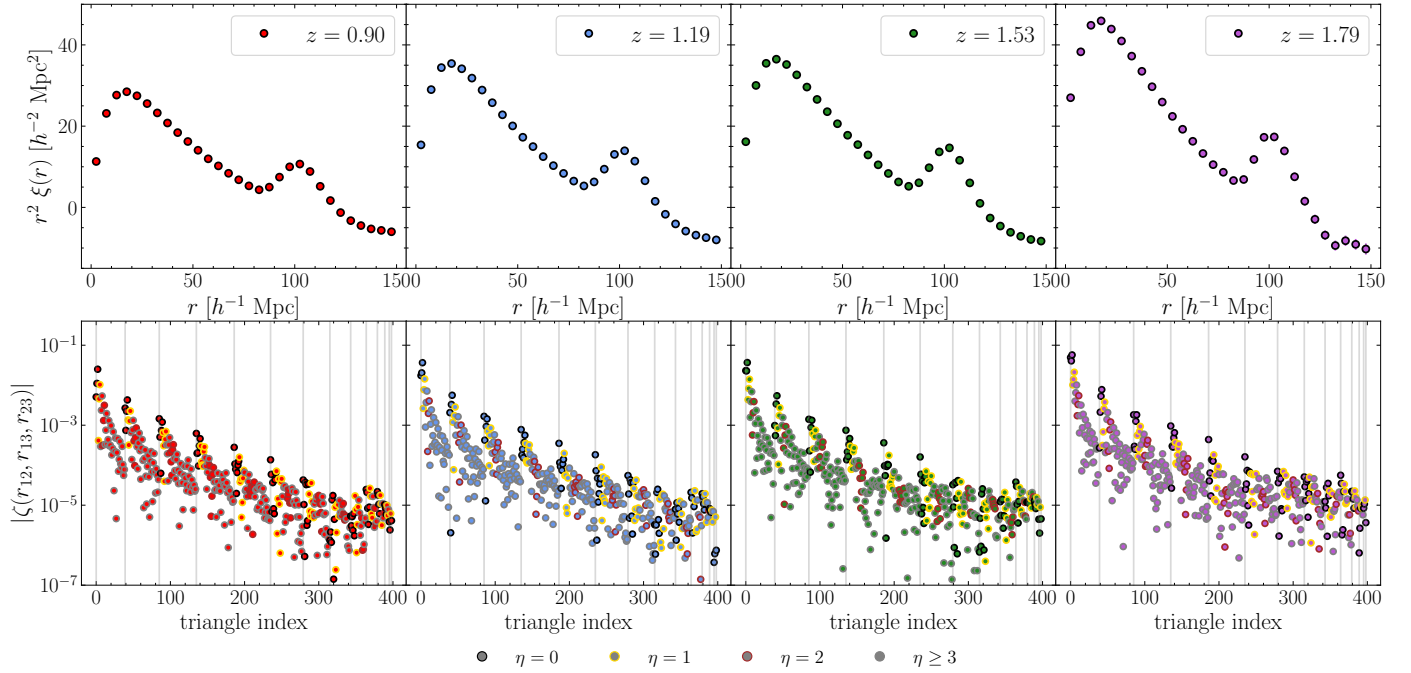 z = 0.90
z = 1.19
z = 1.53
z = 1.79
r² ξ(r) [h⁻² Mpc²]
40
20
0
0 50 100 150 50 100 150 50 100 150 50 100 150
r [h⁻¹ Mpc] r [h⁻¹ Mpc] r [h⁻¹ Mpc] r [h⁻¹ Mpc]
|ζ(r₁₂, r₁₃, r₂₃)|
10⁻¹
10⁻³
10⁻⁵
10⁻⁷
0 100 200 300 400 0 100 200 300 400 0 100 200 300 400 0 100 200 300 400
triangle index triangle index triangle index triangle index
η = 0 η = 1 η = 2 η ≥ 3